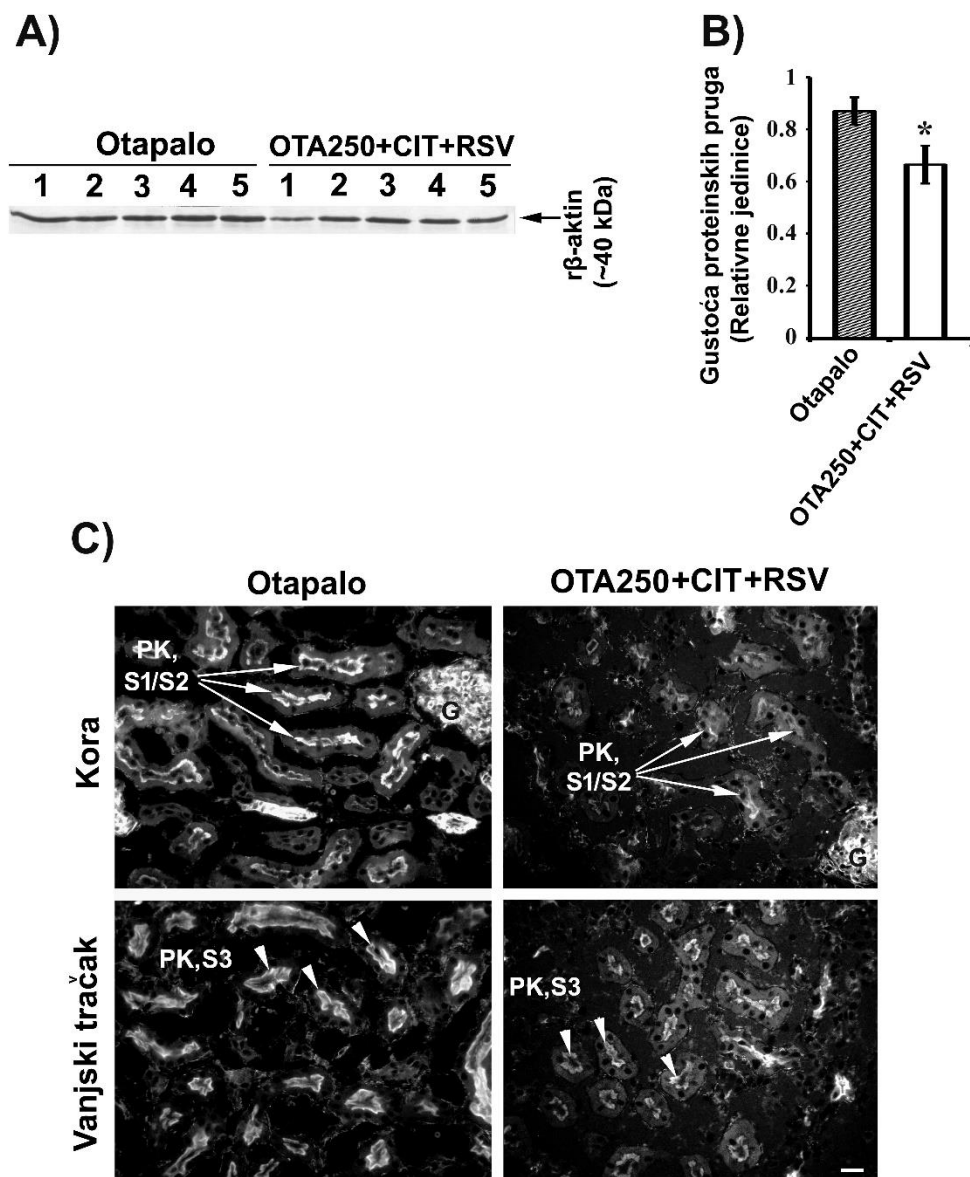 A)
Otapalo OTA250+CIT+RSV
1 2 3 4 5 1 2 3 4 5
rβ-aktin
(~40 kDa)
B)
Gustoća proteinskih pruga
(Relativne jedinice)
1
0.8
0.6
0.4
0.2
0
*
Otapalo
OTA250+CIT+RSV
C)
Otapalo
OTA250+CIT+RSV
Kora
PK,
S1/S2
G
PK,
S1/S2
G
Vanjski tračak
PK,S3
PK,S3